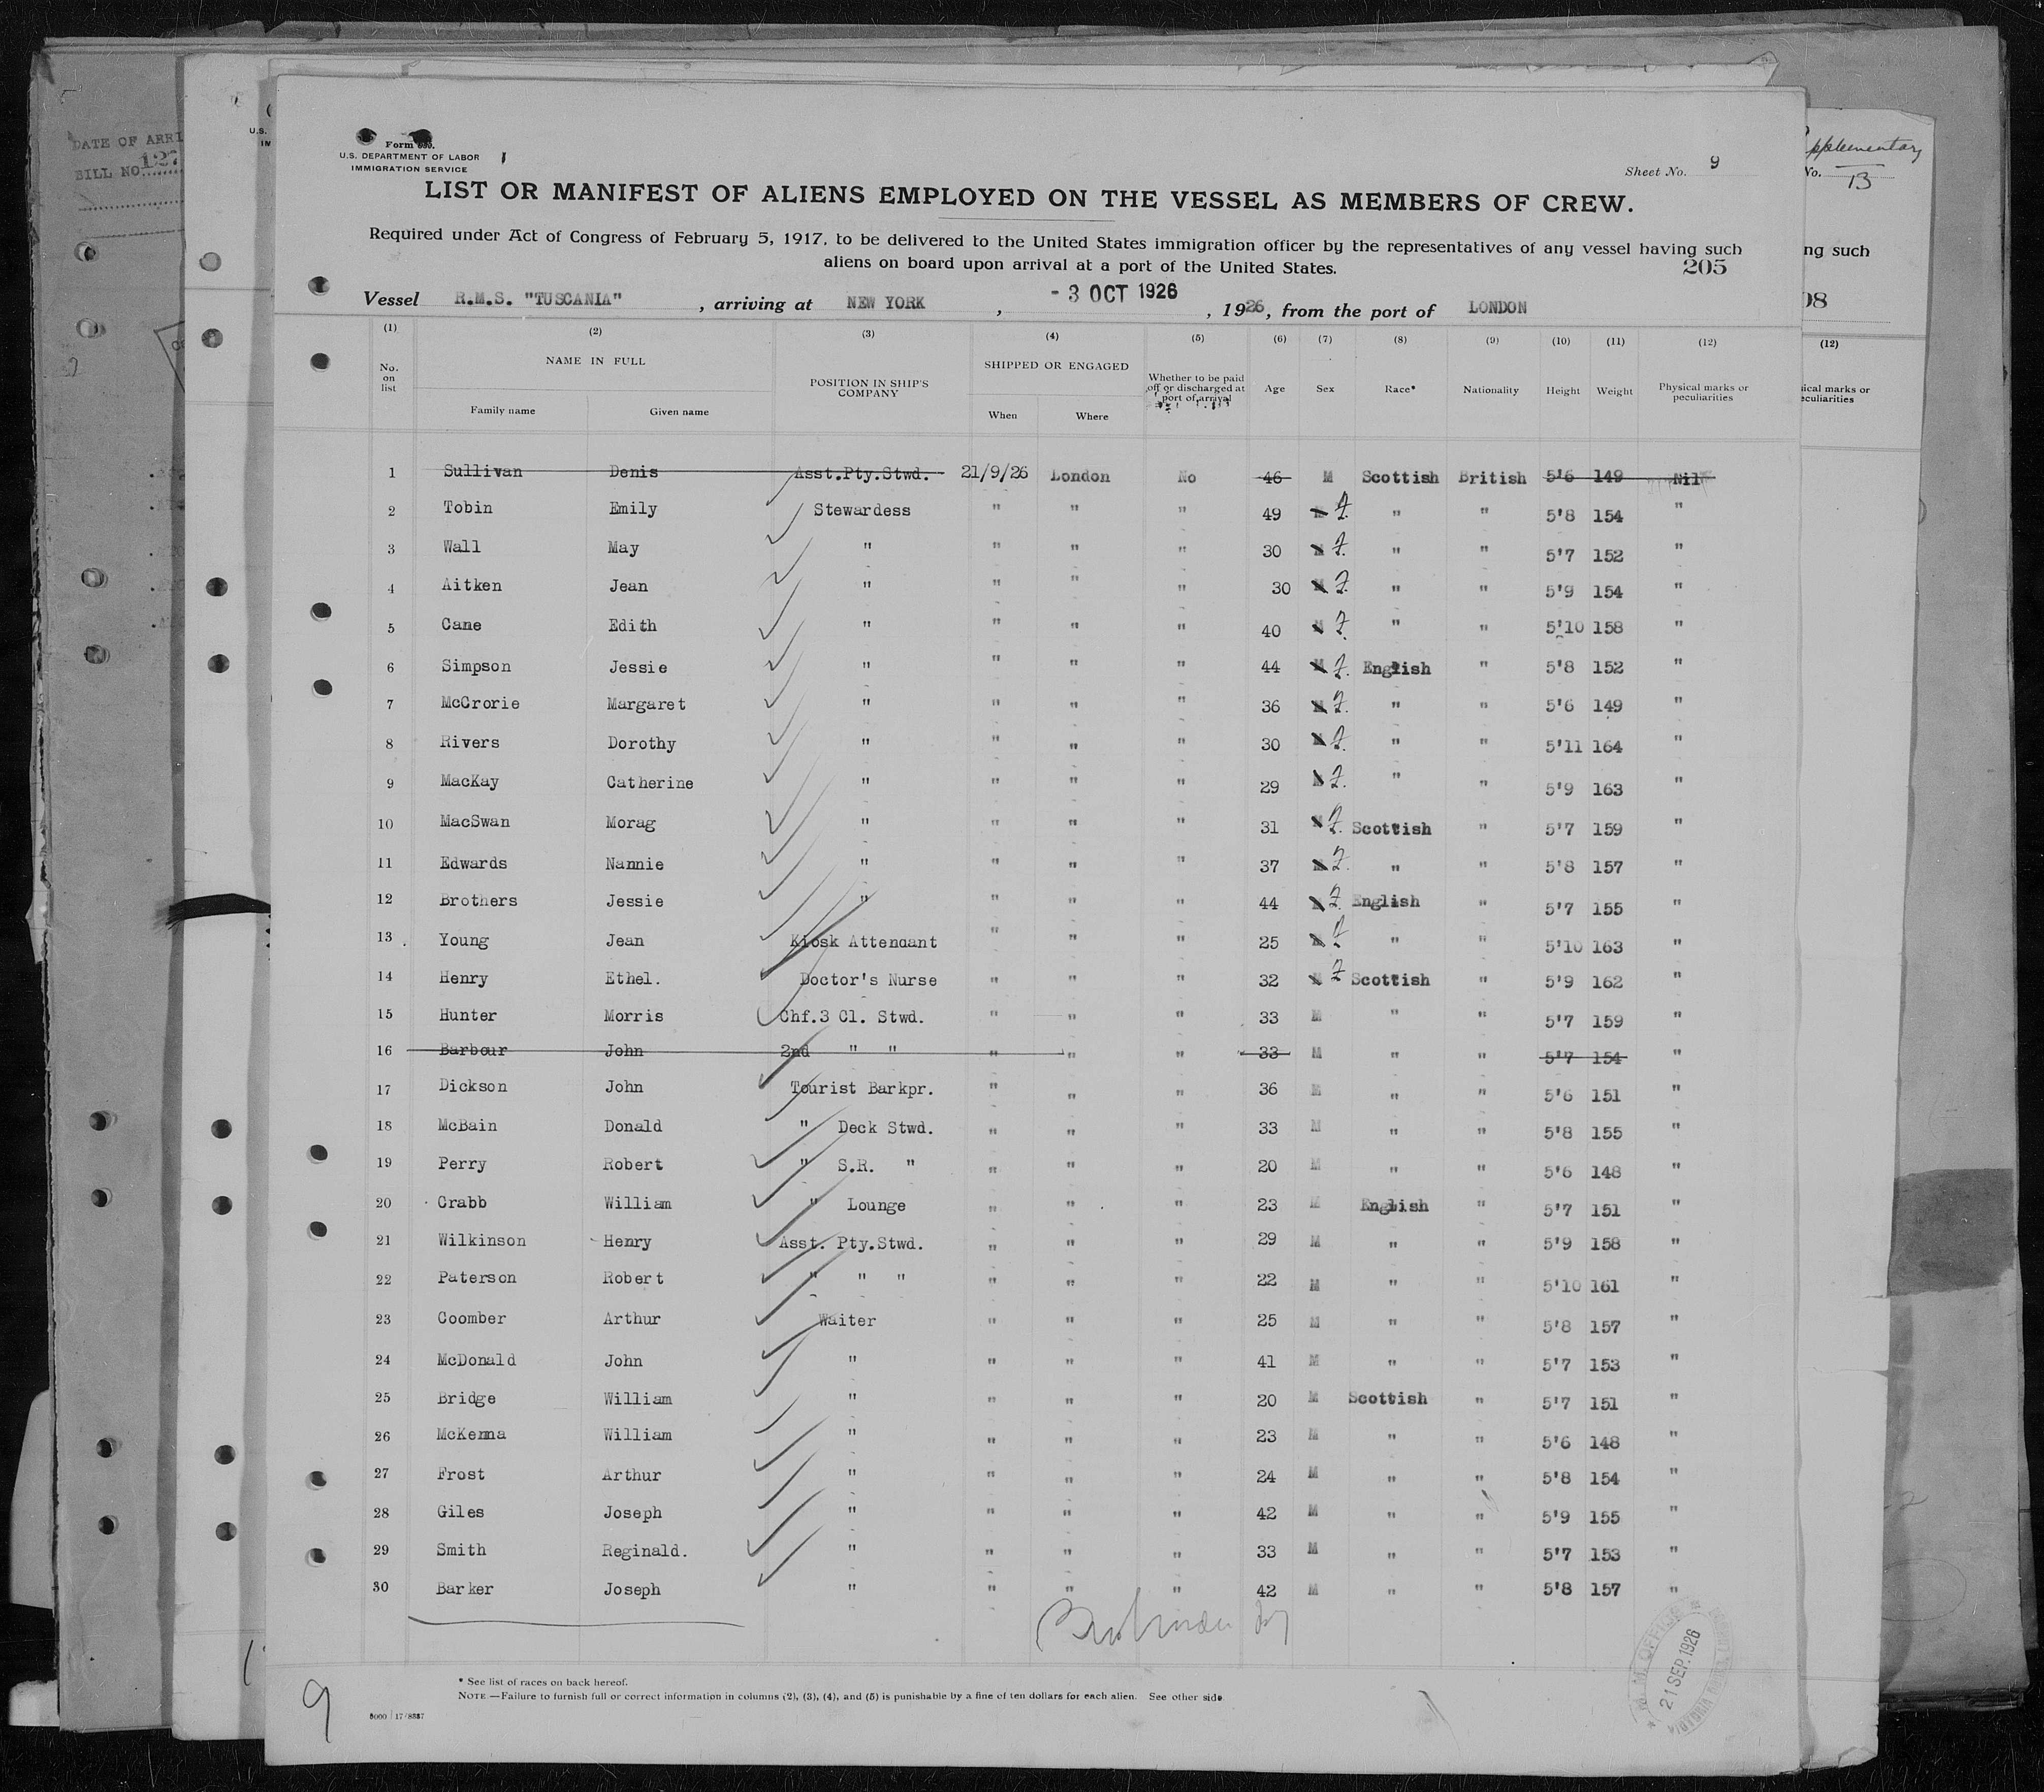 DATE OF ARRI
BILL NO. 127
U.S.
IM
Supplementary
No. 13
ng such
08
(12)
ical marks or
eculiarities
Form 680.
U.S. DEPARTMENT OF LABOR
IMMIGRATION SERVICE
Sheet No. 9
LIST OR MANIFEST OF ALIENS EMPLOYED ON THE VESSEL AS MEMBERS OF CREW.
Required under Act of Congress of February 5, 1917, to be delivered to the United States immigration officer by the representatives of any vessel having such
aliens on board upon arrival at a port of the United States.
205
Vessel R.M.S. "TUSCANIA" , arriving at NEW YORK , - 3 OCT 1926 , 1926, from the port of LONDON
(1) (2) (3) (4) (5) (6) (7) (8) (9) (10) (11) (12)
No. on list NAME IN FULL Family name Given name POSITION IN SHIP'S COMPANY SHIPPED OR ENGAGED When Where Whether to be paid off or discharged at port of arrival Age Sex Race* Nationality Height Weight Physical marks or peculiarities
1 Sullivan Denis Asst.Pty.Stwd. 21/9/26 London No 46 M Scottish British 5'6 149 Nil
2 Tobin Emily Stewardess " " " 49 M F. " " 5'8 154 "
3 Wall May " " " " 30 M F. " " 5'7 152 "
4 Aitken Jean " " " " 30 M F. " " 5'9 154 "
5 Cane Edith " " " " 40 M F. " " 5'10 158 "
6 Simpson Jessie " " " " 44 M F. English " 5'8 152 "
7 McCrorie Margaret " " " " 36 M F. " " 5'6 149 "
8 Rivers Dorothy " " " " 30 M F. " " 5'11 164 "
9 MacKay Catherine " " " " 29 M F. " " 5'9 163 "
10 MacSwan Morag " " " " 31 M F. Scottish " 5'7 159 "
11 Edwards Nannie " " " " 37 M F. " " 5'8 157 "
12 Brothers Jessie " " " " 44 M F. English " 5'7 155 "
13 Young Jean Kiosk Attendant " " " 25 M F " " 5'10 163 "
14 Henry Ethel. Doctor's Nurse " " " 32 M F Scottish " 5'9 162 "
15 Hunter Morris Chf.3 Cl. Stwd. " " " 33 M " " 5'7 159 "
16 Barbour John 2nd " " " " " 33 M " " 5'7 154 "
17 Dickson John Tourist Barkpr. " " " 36 M " " 5'6 151 "
18 McBain Donald " Deck Stwd. " " " 33 M " " 5'8 155 "
19 Perry Robert " S.R. " " " " 20 M " " 5'6 148 "
20 Crabb William " Lounge " " " 23 M English " 5'7 151 "
21 Wilkinson Henry Asst. Pty.Stwd. " " " 29 M " " 5'9 158 "
22 Paterson Robert " " " " " " 22 M " " 5'10 161 "
23 Coomber Arthur Waiter " " " 25 M " " 5'8 157 "
24 McDonald John " " " " 41 M " " 5'7 153 "
25 Bridge William " " " " 20 M Scottish " 5'7 151 "
26 McKenna William " " " " 23 M " " 5'6 148 "
27 Frost Arthur " " " " 24 M " " 5'8 154 "
28 Giles Joseph " " " " 42 M " " 5'9 155 "
29 Smith Reginald. " " " " 33 M " " 5'7 153 "
30 Barker Joseph " " " " 42 M " " 5'8 157 "
M. M. OFFICE
21 SEP. 1926
* See list of races on back hereof.
NOTE—Failure to furnish full or correct information in columns (2), (3), (4), and (5) is punishable by a fine of ten dollars for each alien. See other side.
9